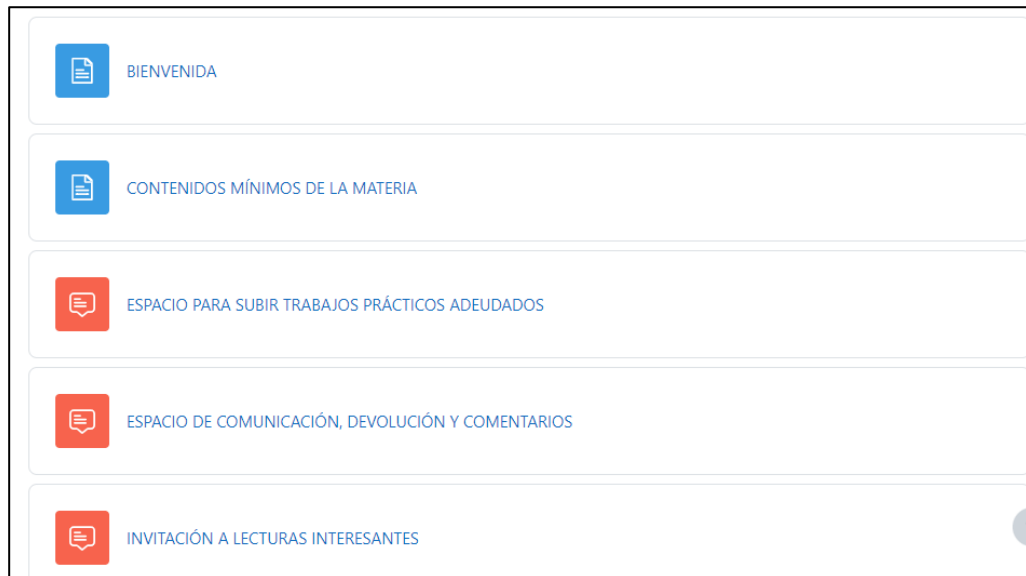 BIENVENIDA
CONTENIDOS MÍNIMOS DE LA MATERIA
ESPACIO PARA SUBIR TRABAJOS PRÁCTICOS ADEUDADOS
ESPACIO DE COMUNICACIÓN, DEVOLUCIÓN Y COMENTARIOS
INVITACIÓN A LECTURAS INTERESANTES